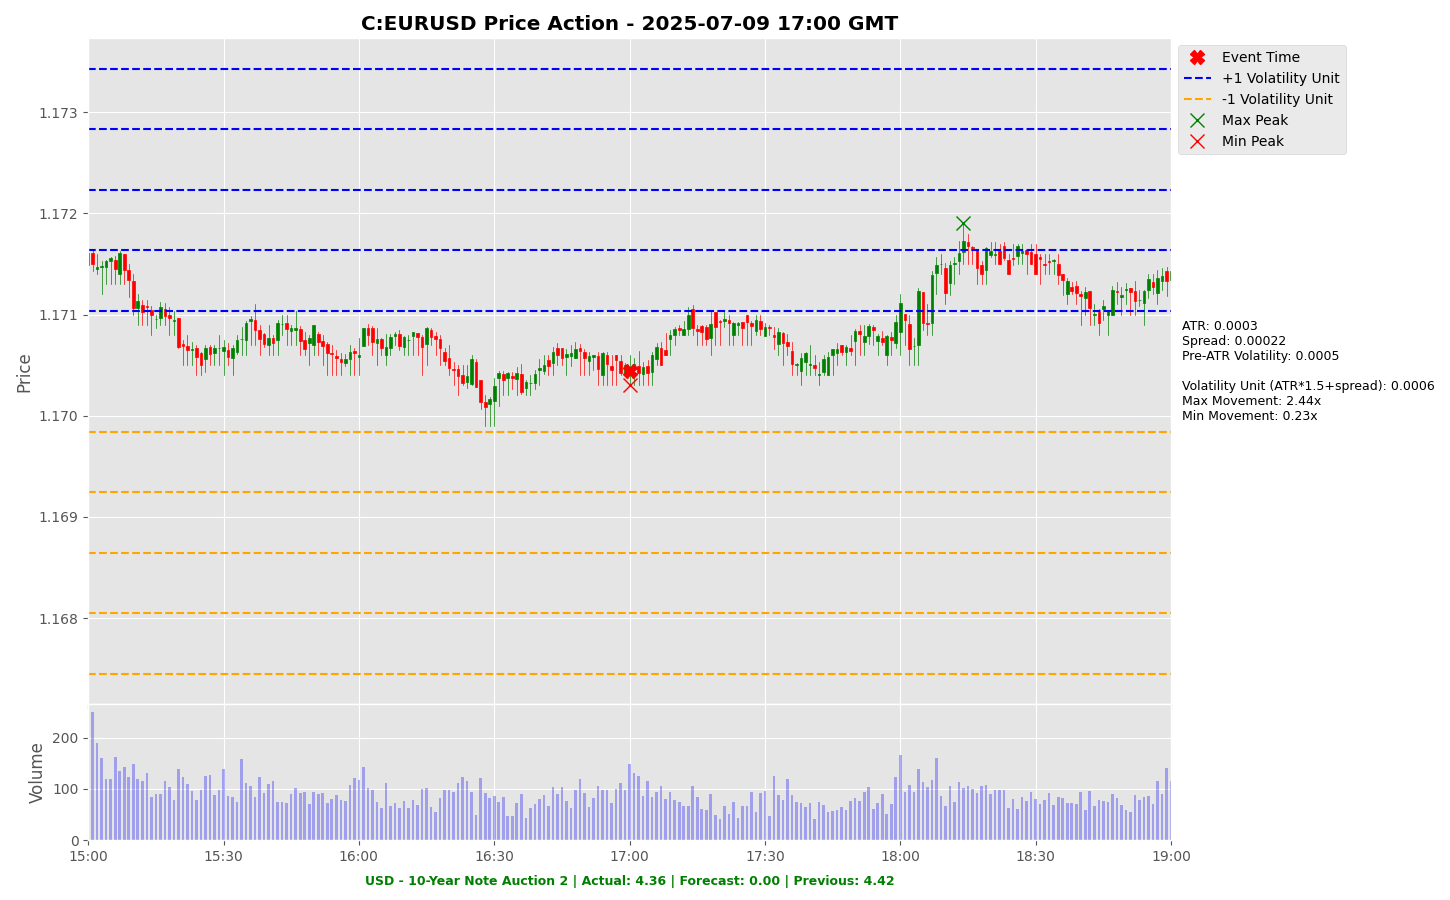 C:EURUSD Price Action - 2025-07-09 17:00 GMT
Event Time
+1 Volatility Unit
-1 Volatility Unit
Max Peak
Min Peak
Price
1.173
1.172
1.171
1.170
1.169
1.168
ATR: 0.0003
Spread: 0.00022
Pre-ATR Volatility: 0.0005
Volatility Unit (ATR*1.5+spread): 0.0006
Max Movement: 2.44x
Min Movement: 0.23x
Volume
200
100
0
15:00 15:30 16:00 16:30 17:00 17:30 18:00 18:30 19:00
USD - 10-Year Note Auction 2 | Actual: 4.36 | Forecast: 0.00 | Previous: 4.42